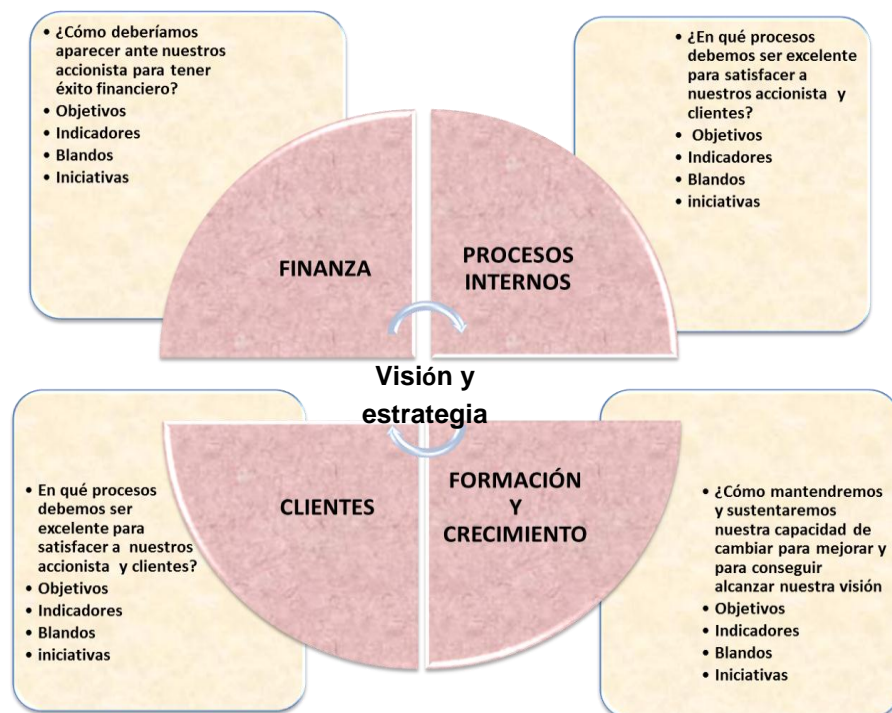 • ¿Cómo deberíamos
aparecer ante nuestros
accionista para tener
éxito financiero?
• Objetivos
• Indicadores
• Blandos
• Iniciativas
• ¿En qué procesos
debemos ser excelente
para satisfacer a
nuestros accionista y
clientes?
• Objetivos
• Indicadores
• Blandos
• iniciativas
FINANZA
PROCESOS
INTERNOS
Visión y
estrategia
• En qué procesos
debemos ser
excelente para
satisfacer a nuestros
accionista y clientes?
• Objetivos
• Indicadores
• Blandos
• iniciativas
CLIENTES
FORMACIÓN
Y
CRECIMIENTO
• ¿Cómo mantendremos
y sustentaremos
nuestra capacidad de
cambiar para mejorar y
para conseguir
alcanzar nuestra visión
• Objetivos
• Indicadores
• Blandos
• Iniciativas